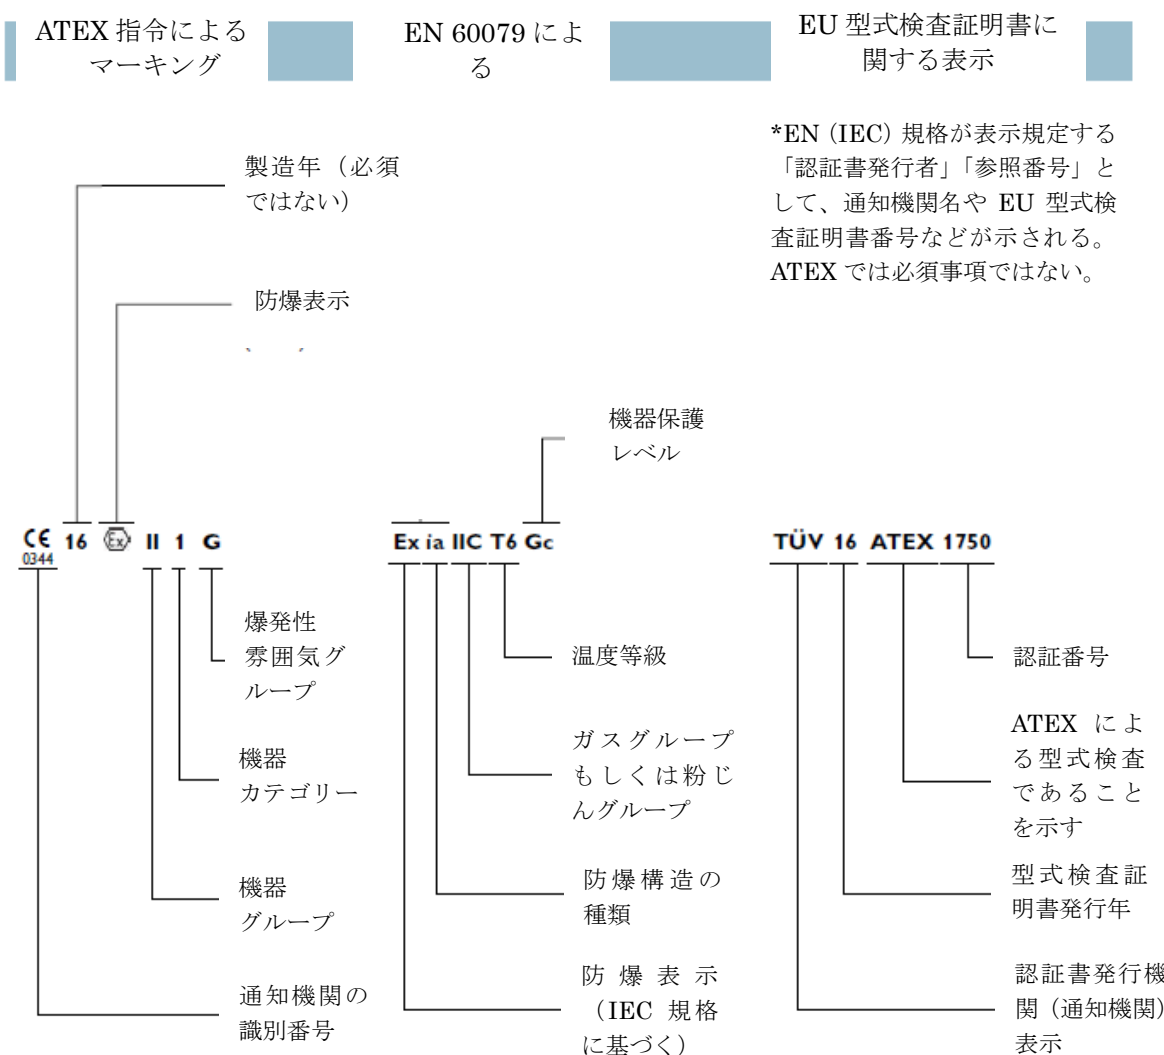 ATEX 指令による
マーキング
EN 60079 によ
る
EU 型式検査証明書に
関する表示
*EN (IEC) 規格が表示規定する
「認証書発行者」「参照番号」と
して、通知機関名や EU 型式検
査証明書番号などが示される。
ATEX では必須事項ではない。
製造年（必須
ではない）
防爆表示
機器保護
レベル
CE 16 Ex II 1 G
0344
Ex ia IIC T6 Gc
TÜV 16 ATEX 1750
爆発性
雰囲気グ
ループ
機器
カテゴリー
機器
グループ
通知機関の
識別番号
温度等級
ガスグループ
もしくは粉じ
んグループ
防爆構造の
種類
防爆表示
（IEC 規格
に基づく）
認証番号
ATEX によ
る型式検査
であること
を示す
型式検査証
明書発行年
認証書発行機
関（通知機関）
表示